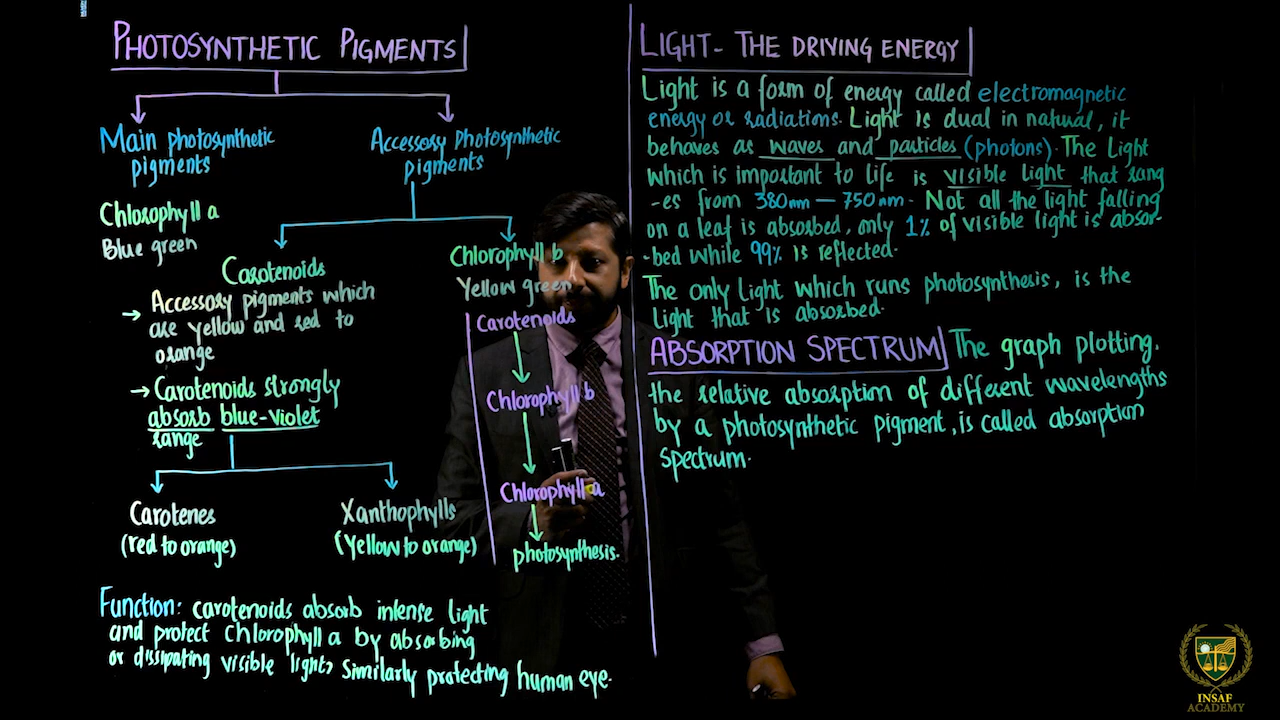 PHOTOSYNTHETIC PIGMENTS
Main photosynthetic
pigments
Accessory Photosynthetic
pigments
Chlorophyll a
Blue green
Carotenoids
→ Accessory pigments which
are yellow and red to
orange
→ Carotenoids strongly
absorb blue-violet
range
Carotenes
(red to orange)
Xanthophylls
(Yellow to orange)
Chlorophyll b
Yellow green
Carotenoids
Chlorophyll b
Chlorophyll a
photosynthesis.
Function: carotenoids absorb intense light
and protect Chlorophyll a by absorbing
or dissipating visible light, Similarly protecting human eye.
LIGHT- THE DRIVING ENERGY
Light is a form of energy called electromagnetic
energy or radiations. Light is dual in natural, it
behaves as waves and particles (photons). The Light
which is important to life is visible Light that rang
-es from 380nm — 750nm. Not all the light falling
on a leaf is absorbed, only 1% of visible light is absor-
-bed while 99% is reflected.
The only Light which runs photosynthesis, is the
Light that is absorbed.
ABSORPTION SPECTRUM The graph plotting,
the relative absorption of different wavelengths
by a photosynthetic pigment, is called absorption
spectrum.
INSAF
ACADEMY